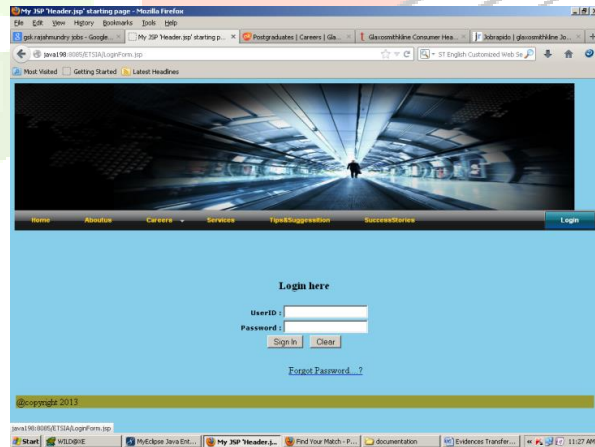 My JSP 'Header.jsp' starting page - Mozilla Firefox
File Edit View History Bookmarks Tools Help
gsk rajahmundry jobs - Google... My JSP 'Header.jsp' starting p... Postgraduates | Careers | Gla... Glaxosmithkline Consumer Hea... Jobrapido | glaxosmithkline Jo...
java198:8085/ETSIA/LoginForm.jsp ST English Customized Web Se
Most Visited Getting Started Latest Headlines
Home Aboutus Careers Services Tips&Suggesstion SuccessStories Login
Login here
UserID :
Password :
Sign In Clear
Forgot Password....?
@copyright 2013
java198:8085/ETSIA/LoginForm.jsp
Start MyEclipse Java Ent... My JSP 'Header.j... Find Your Match - P... documentation Evidences Transfer... 11:27 AM